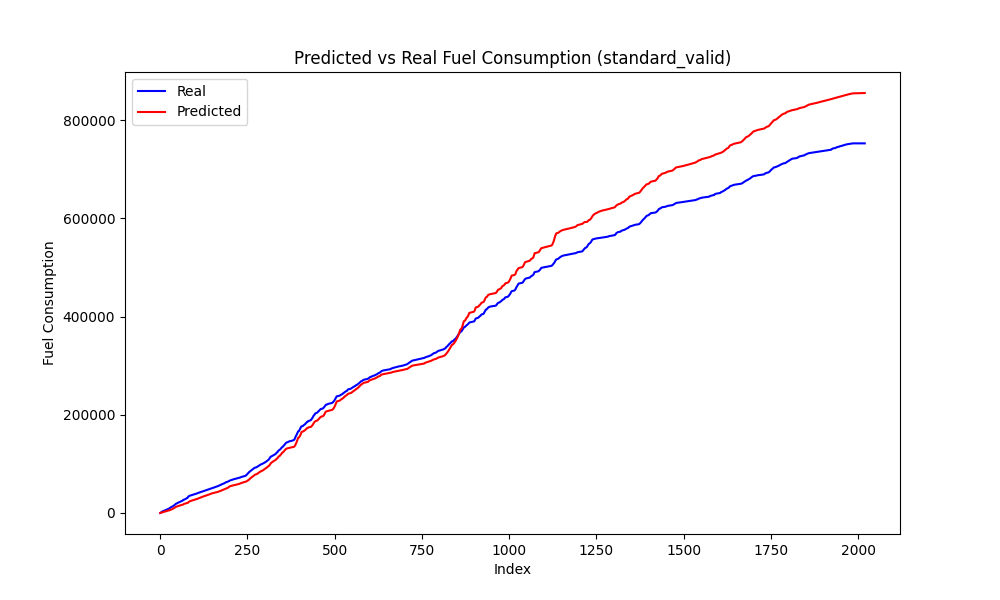 Predicted vs Real Fuel Consumption (standard_valid)
Real
Predicted
Fuel Consumption
800000
600000
400000
200000
0
0 250 500 750 1000 1250 1500 1750 2000
Index